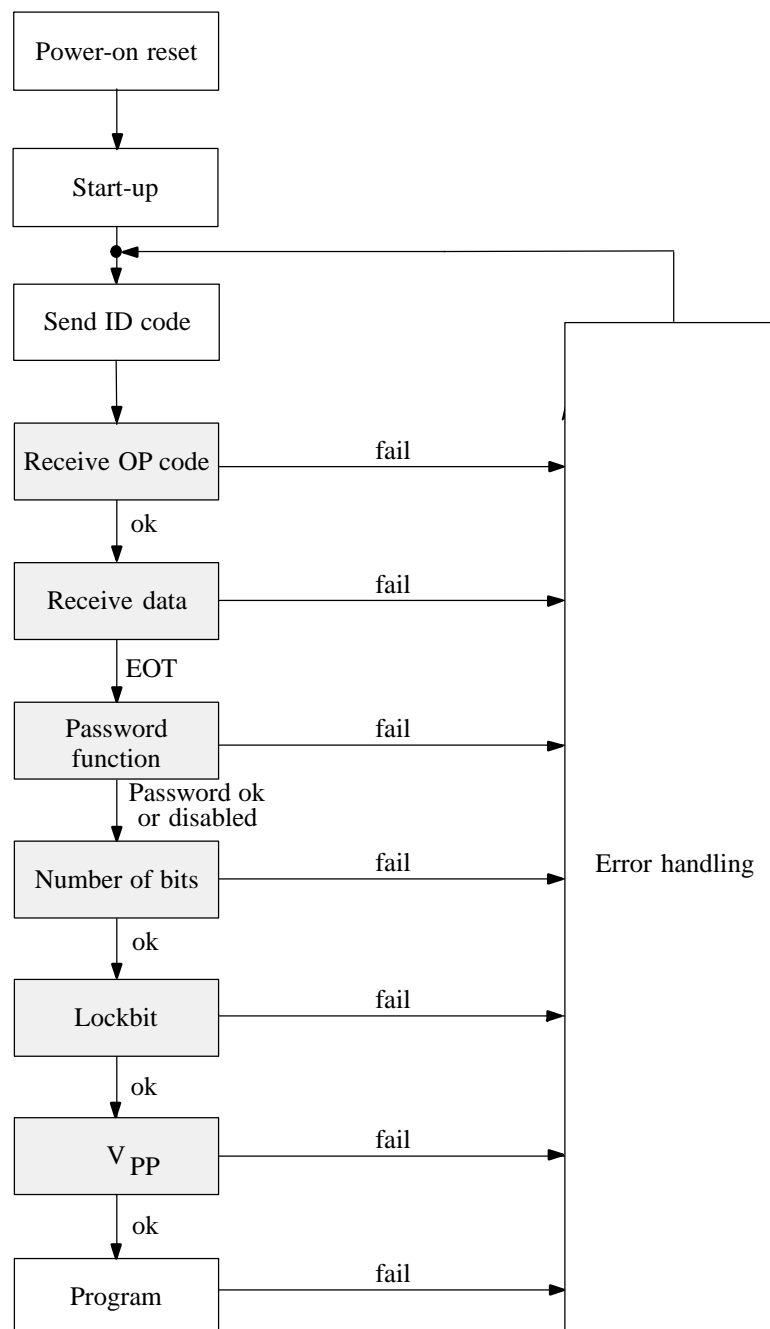 Power-on reset
Start-up
Send ID code
Receive OP code
fail
ok
Receive data
fail
EOT
Password
function
fail
Password ok
or disabled
Number of bits
fail
Error handling
ok
Lockbit
fail
ok
VPP
fail
ok
Program
fail